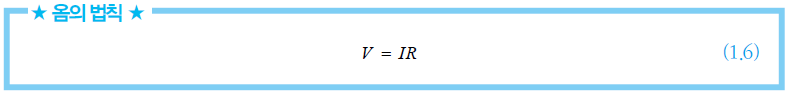 ★ 옴의 법칙 ★
V = IR (1.6)